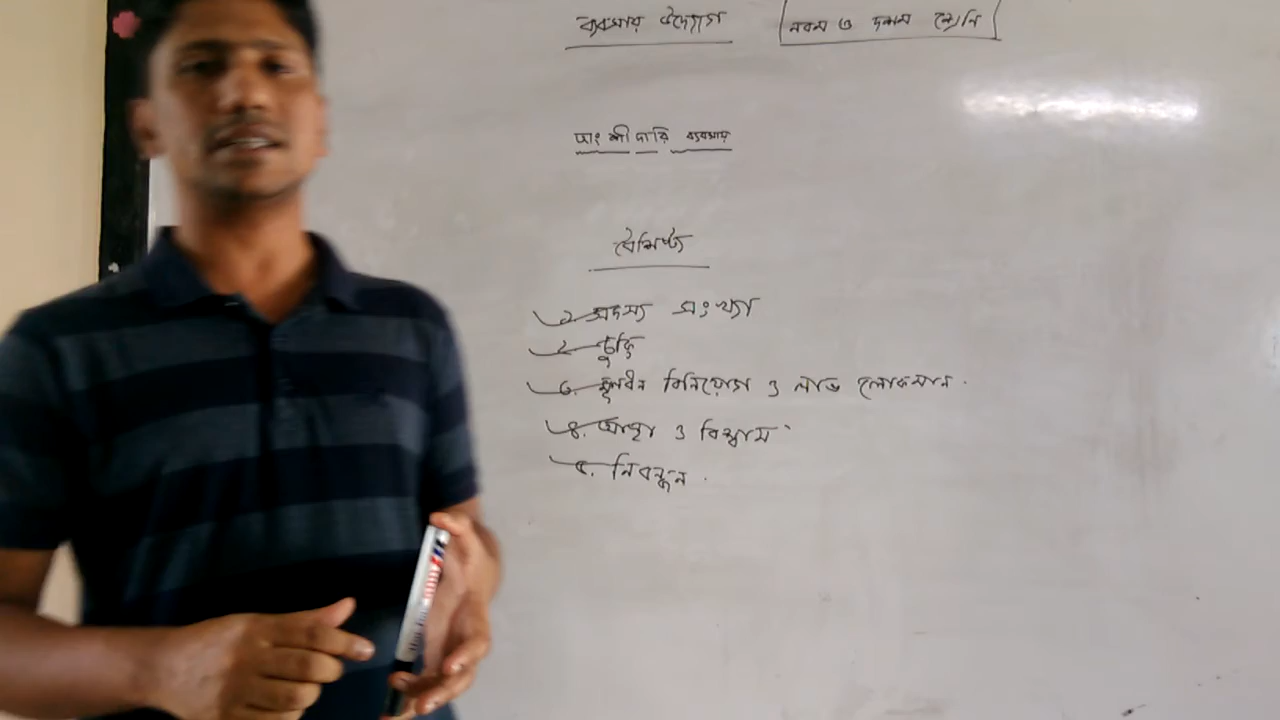 ব্যবসায় উদ্যোগ
নবম ও দশম শ্রেণি
অংশীদারি ব্যবসায়
বৈশিষ্ট্য
১. সদস্য সংখ্যা
২. চুক্তি
৩. মূলধন বিনিয়োগ ও লাভ লোকসান.
৪. আস্থা ও বিশ্বাস
৫. নিবন্ধন.